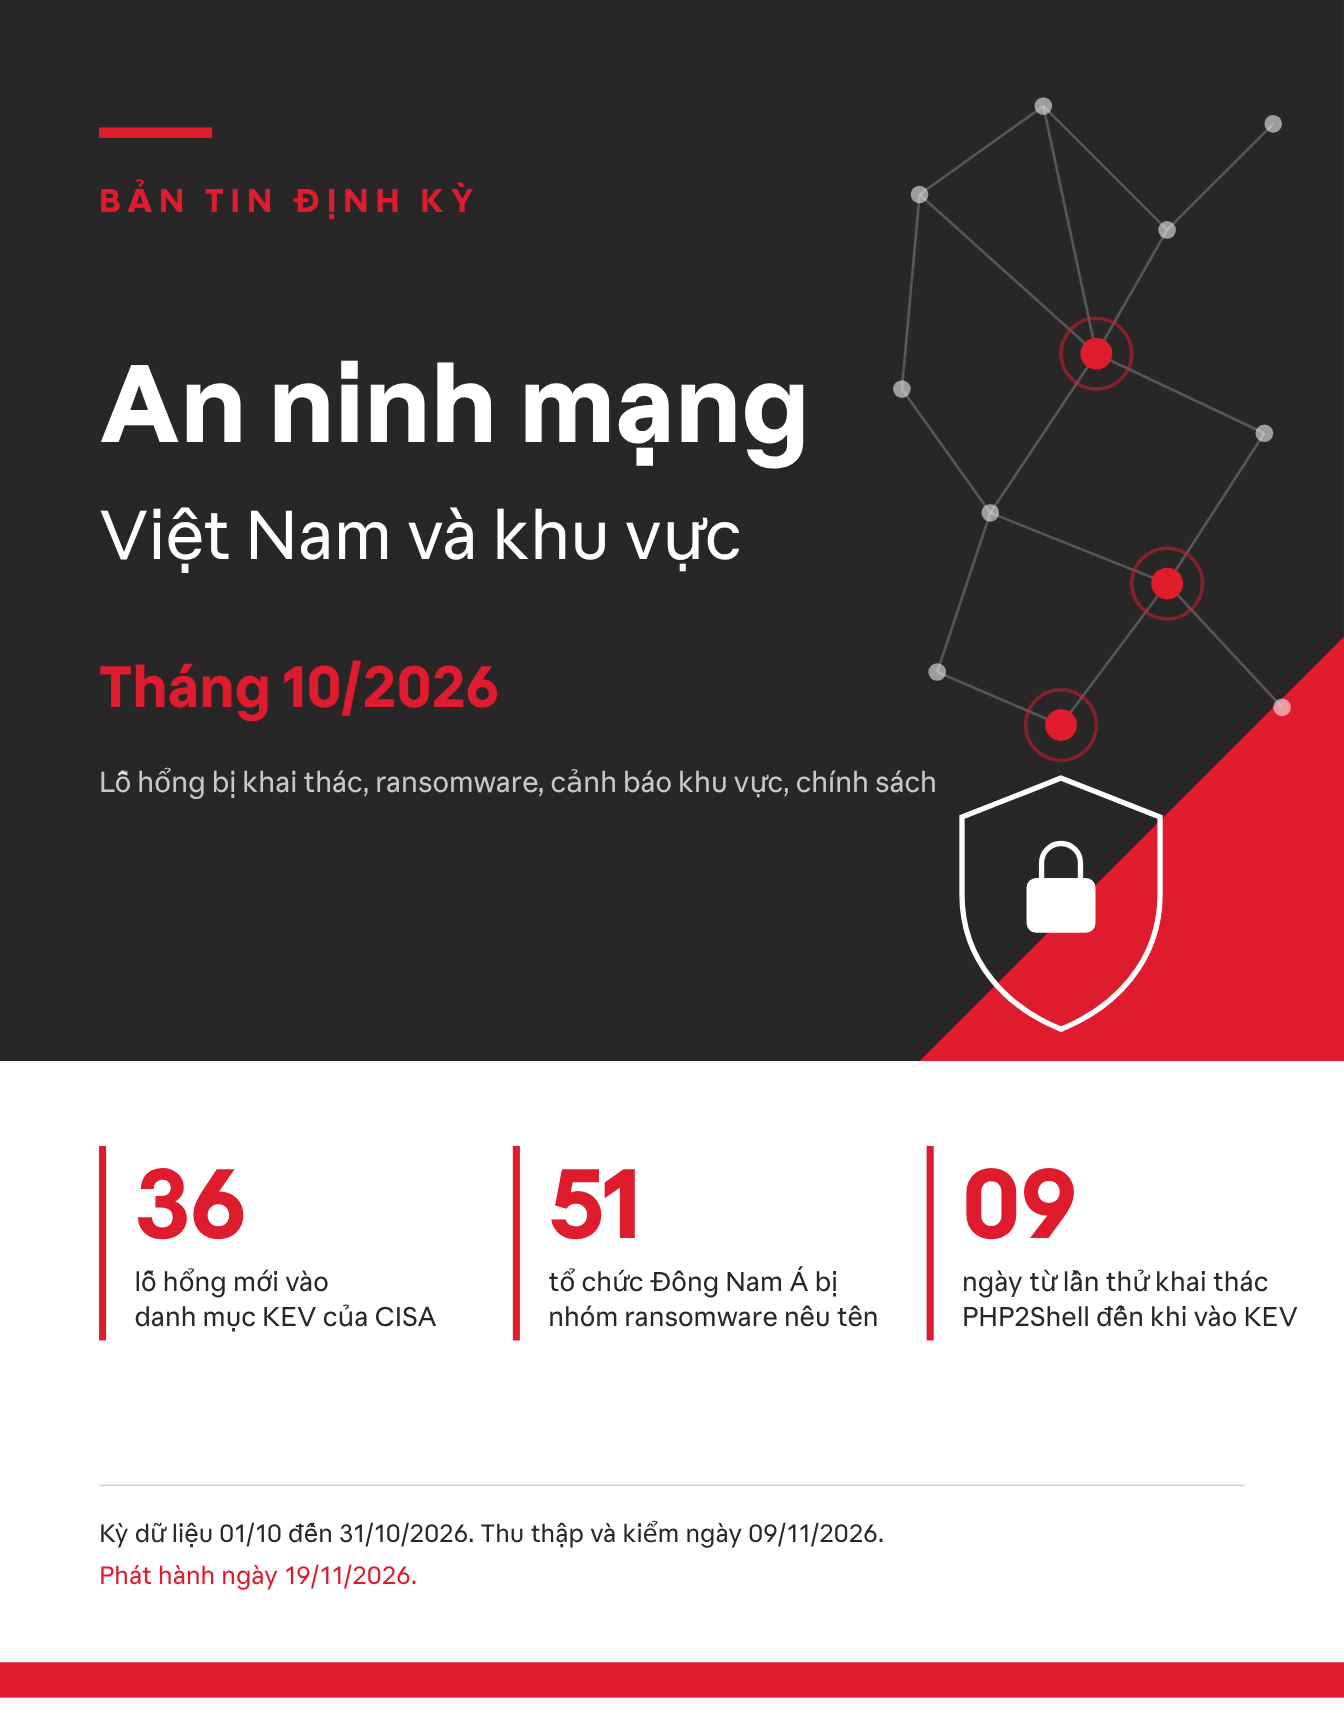 BẢN TIN ĐỊNH KỲ
An ninh mạng
Việt Nam và khu vực
Tháng 10/2026
Lỗ hổng bị khai thác, ransomware, cảnh báo khu vực, chính sách
36
lỗ hổng mới vào
danh mục KEV của CISA
51
tổ chức Đông Nam Á bị
nhóm ransomware nêu tên
09
ngày từ lần thử khai thác
PHP2Shell đến khi vào KEV
Kỳ dữ liệu 01/10 đến 31/10/2026. Thu thập và kiểm ngày 09/11/2026.
Phát hành ngày 19/11/2026.